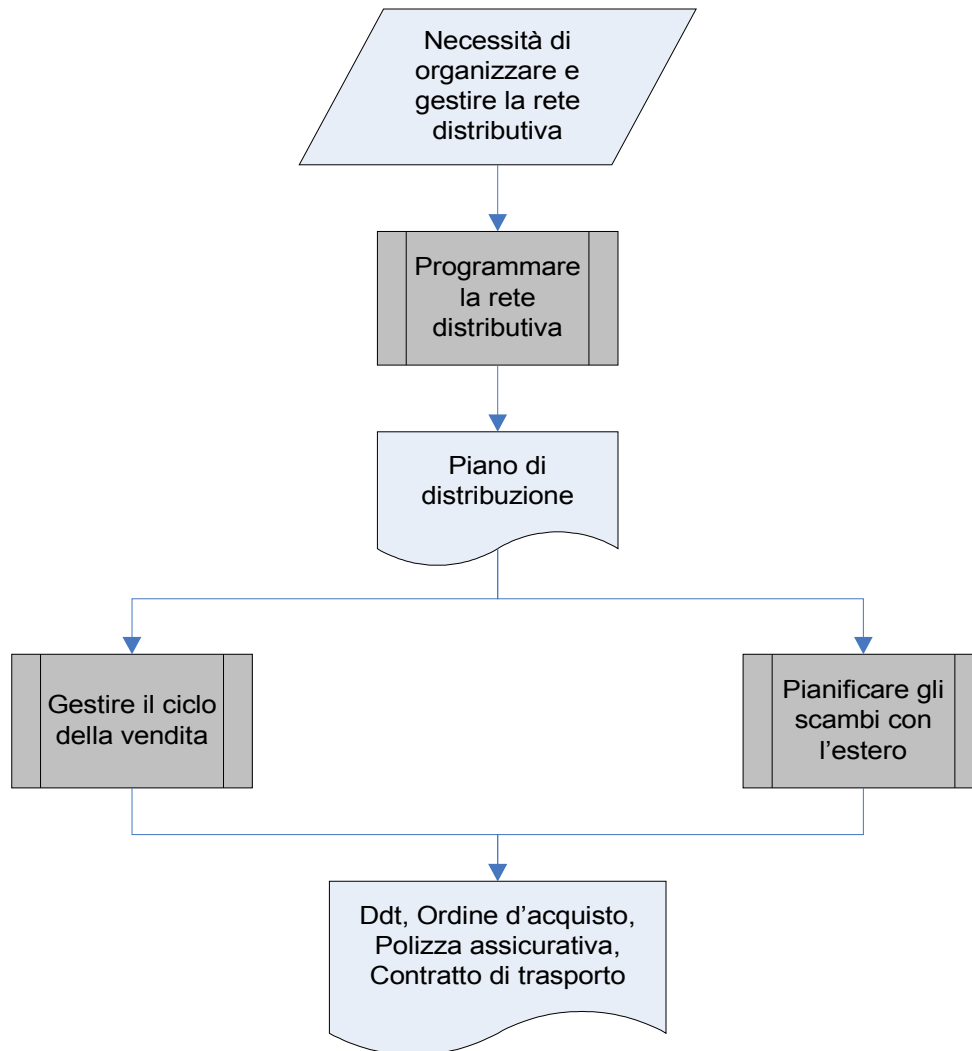 Necessità di
organizzare e
gestire la rete
distributiva
Programmare
la rete
distributiva
Piano di
distribuzione
Gestire il ciclo
della vendita
Pianificare gli
scambi con
l'estero
Ddt, Ordine d'acquisto,
Polizza assicurativa,
Contratto di trasporto